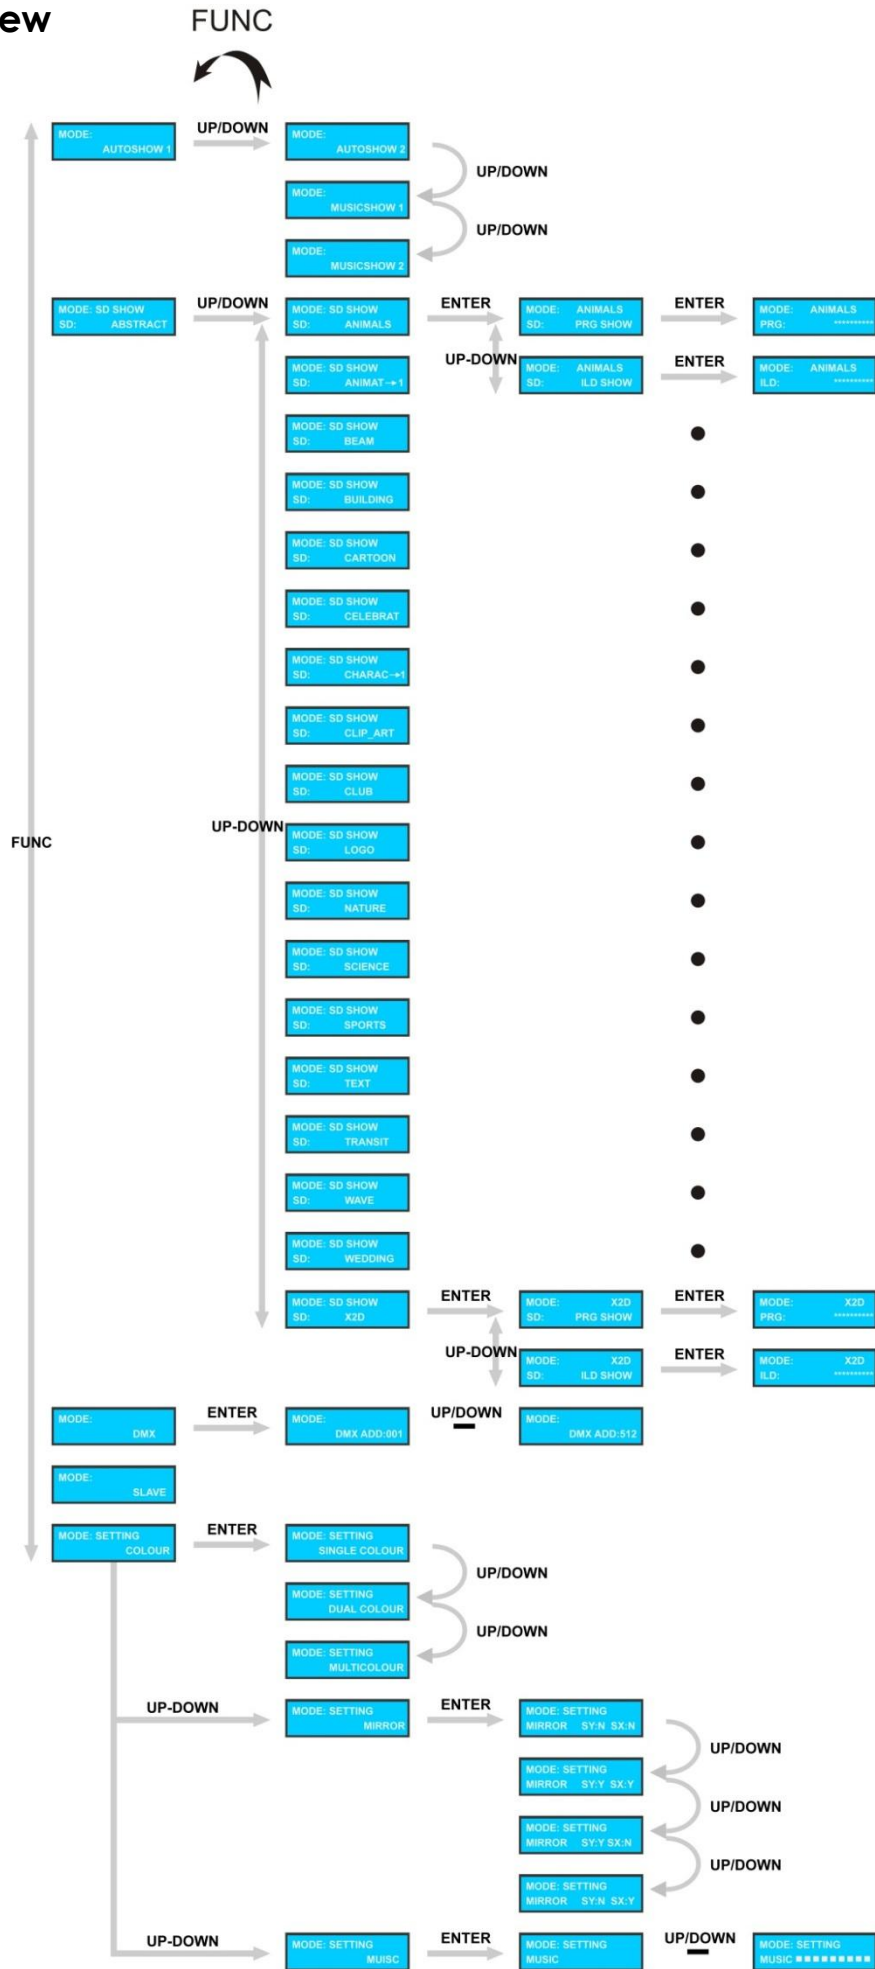 ew
FUNC
MODE:
AUTOSHOW 1
UP/DOWN
MODE:
AUTOSHOW 2
UP/DOWN
MODE:
MUSICSHOW 1
UP/DOWN
MODE:
MUSICSHOW 2
MODE: SD SHOW
SD: ABSTRACT
UP/DOWN
MODE: SD SHOW
SD: ANIMALS
ENTER
MODE: ANIMALS
SD: PRG SHOW
ENTER
MODE: ANIMALS
PRG: **********
MODE: SD SHOW
SD: ANIMAT→1
UP-DOWN
MODE: ANIMALS
SD: ILD SHOW
ENTER
MODE: ANIMALS
ILD: **********
MODE: SD SHOW
SD: BEAM
MODE: SD SHOW
SD: BUILDING
MODE: SD SHOW
SD: CARTOON
MODE: SD SHOW
SD: CELEBRAT
MODE: SD SHOW
SD: CHARAC→1
MODE: SD SHOW
SD: CLIP_ART
MODE: SD SHOW
SD: CLUB
FUNC
UP-DOWN
MODE: SD SHOW
SD: LOGO
MODE: SD SHOW
SD: NATURE
MODE: SD SHOW
SD: SCIENCE
MODE: SD SHOW
SD: SPORTS
MODE: SD SHOW
SD: TEXT
MODE: SD SHOW
SD: TRANSIT
MODE: SD SHOW
SD: WAVE
MODE: SD SHOW
SD: WEDDING
MODE: SD SHOW
SD: X2D
ENTER
MODE: X2D
SD: PRG SHOW
ENTER
MODE: X2D
PRG: **********
UP-DOWN
MODE: X2D
SD: ILD SHOW
ENTER
MODE: X2D
ILD: **********
MODE:
DMX
ENTER
MODE:
DMX ADD:001
UP/DOWN
MODE:
DMX ADD:512
MODE:
SLAVE
MODE: SETTING
COLOUR
ENTER
MODE: SETTING
SINGLE COLOUR
UP/DOWN
MODE: SETTING
DUAL COLOUR
UP/DOWN
MODE: SETTING
MULTICOLOUR
UP-DOWN
MODE: SETTING
MIRROR
ENTER
MODE: SETTING
MIRROR SY:N SX:N
UP/DOWN
MODE: SETTING
MIRROR SY:Y SX:Y
UP/DOWN
MODE: SETTING
MIRROR SY:Y SX:N
UP/DOWN
MODE: SETTING
MIRROR SY:N SX:Y
UP-DOWN
MODE: SETTING
MUISC
ENTER
MODE: SETTING
MUSIC
UP/DOWN
MODE: SETTING
MUSIC ■■■■■■■■■